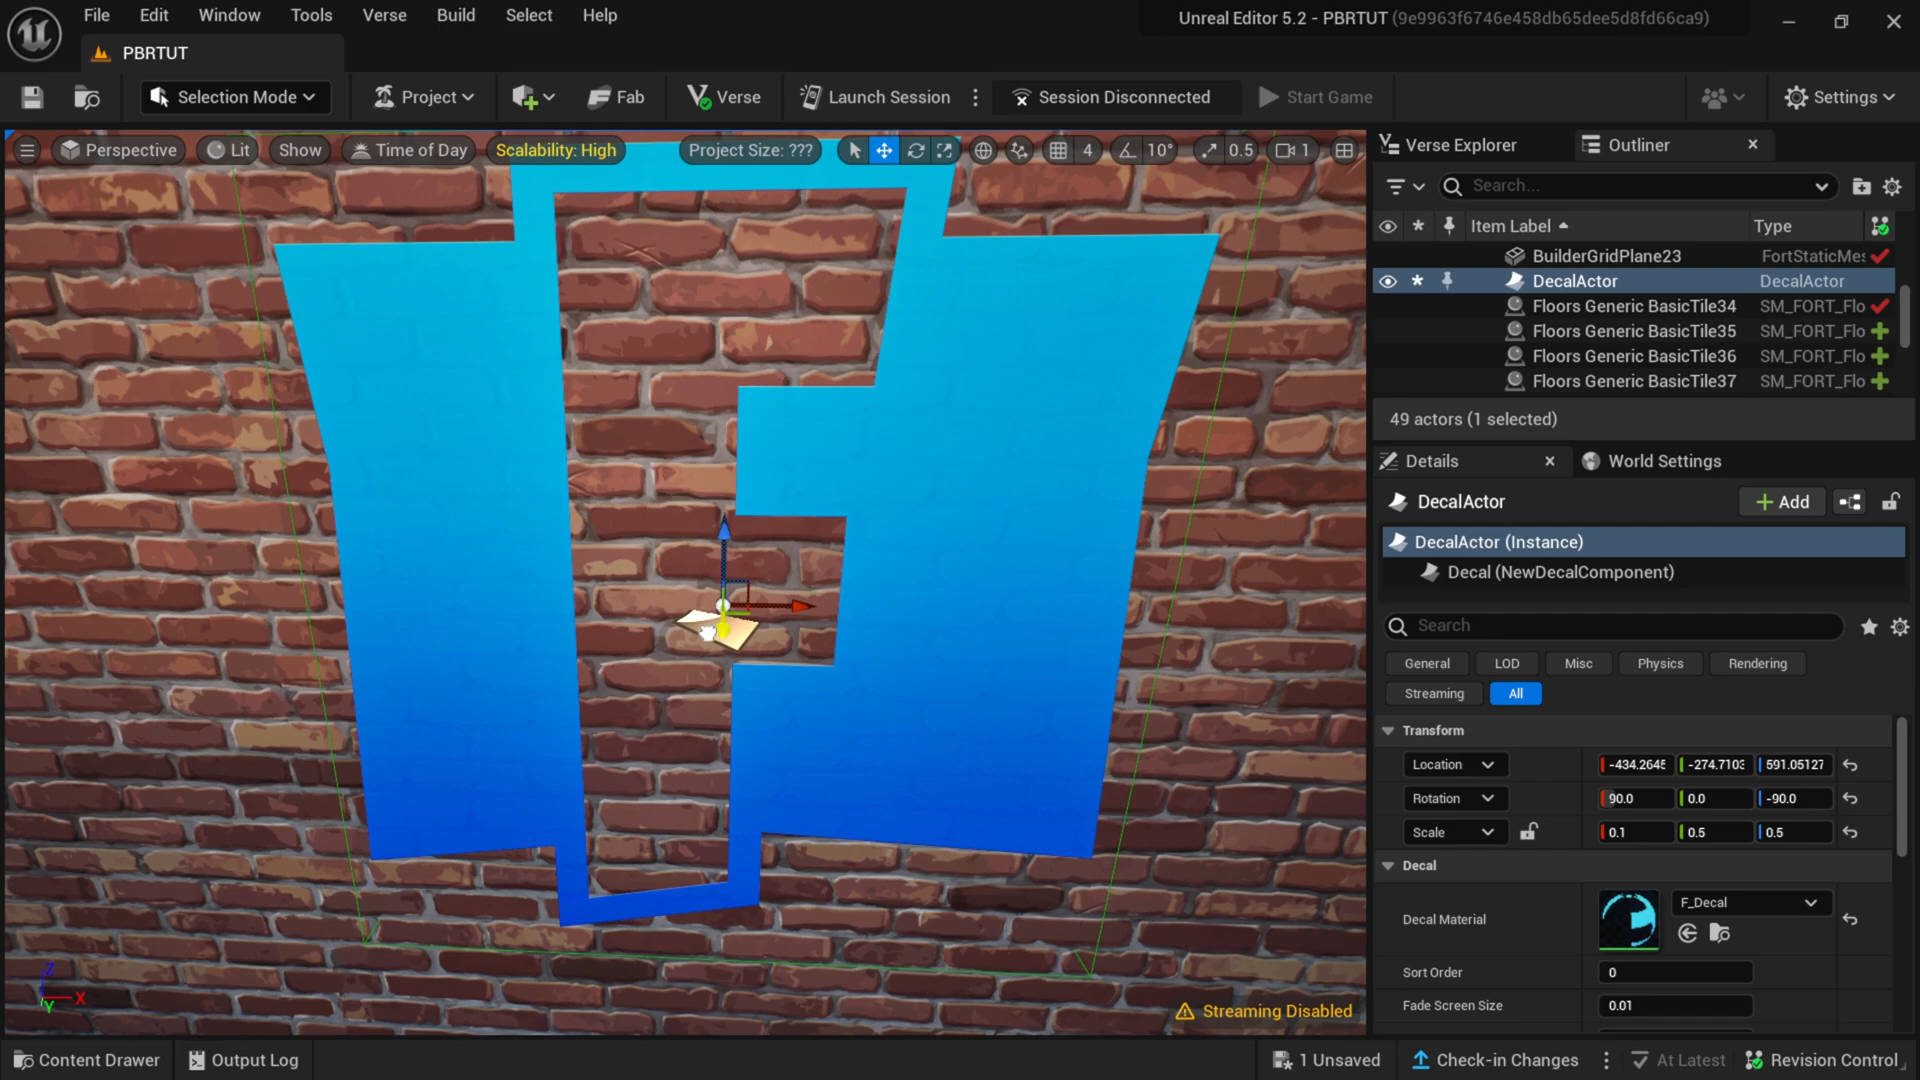 File Edit Window Tools Verse Build Select Help
Unreal Editor 5.2 - PBRTUT (9e9963f6746e458db65dee5d8fd66ca9)
PBRTUT
Selection Mode Project Fab Verse Launch Session Session Disconnected Start Game Settings
Perspective Lit Show Time of Day Scalability: High Project Size: ??? 4 10° 0.5 1
Verse Explorer Outliner
Search...
Item Label Type
BuilderGridPlane23 FortStaticMes
DecalActor DecalActor
Floors Generic BasicTile34 SM_FORT_Flo
Floors Generic BasicTile35 SM_FORT_Flo
Floors Generic BasicTile36 SM_FORT_Flo
Floors Generic BasicTile37 SM_FORT_Flo
49 actors (1 selected)
Details World Settings
DecalActor Add
DecalActor (Instance)
Decal (NewDecalComponent)
Search
General LOD Misc Physics Rendering
Streaming All
Transform
Location -434.2645 -274.7103 591.05127
Rotation 90.0 0.0 -90.0
Scale 0.1 0.5 0.5
Decal
Decal Material F_Decal
Sort Order 0
Fade Screen Size 0.01
Z
X
Y
Streaming Disabled
Content Drawer Output Log 1 Unsaved Check-in Changes At Latest Revision Control